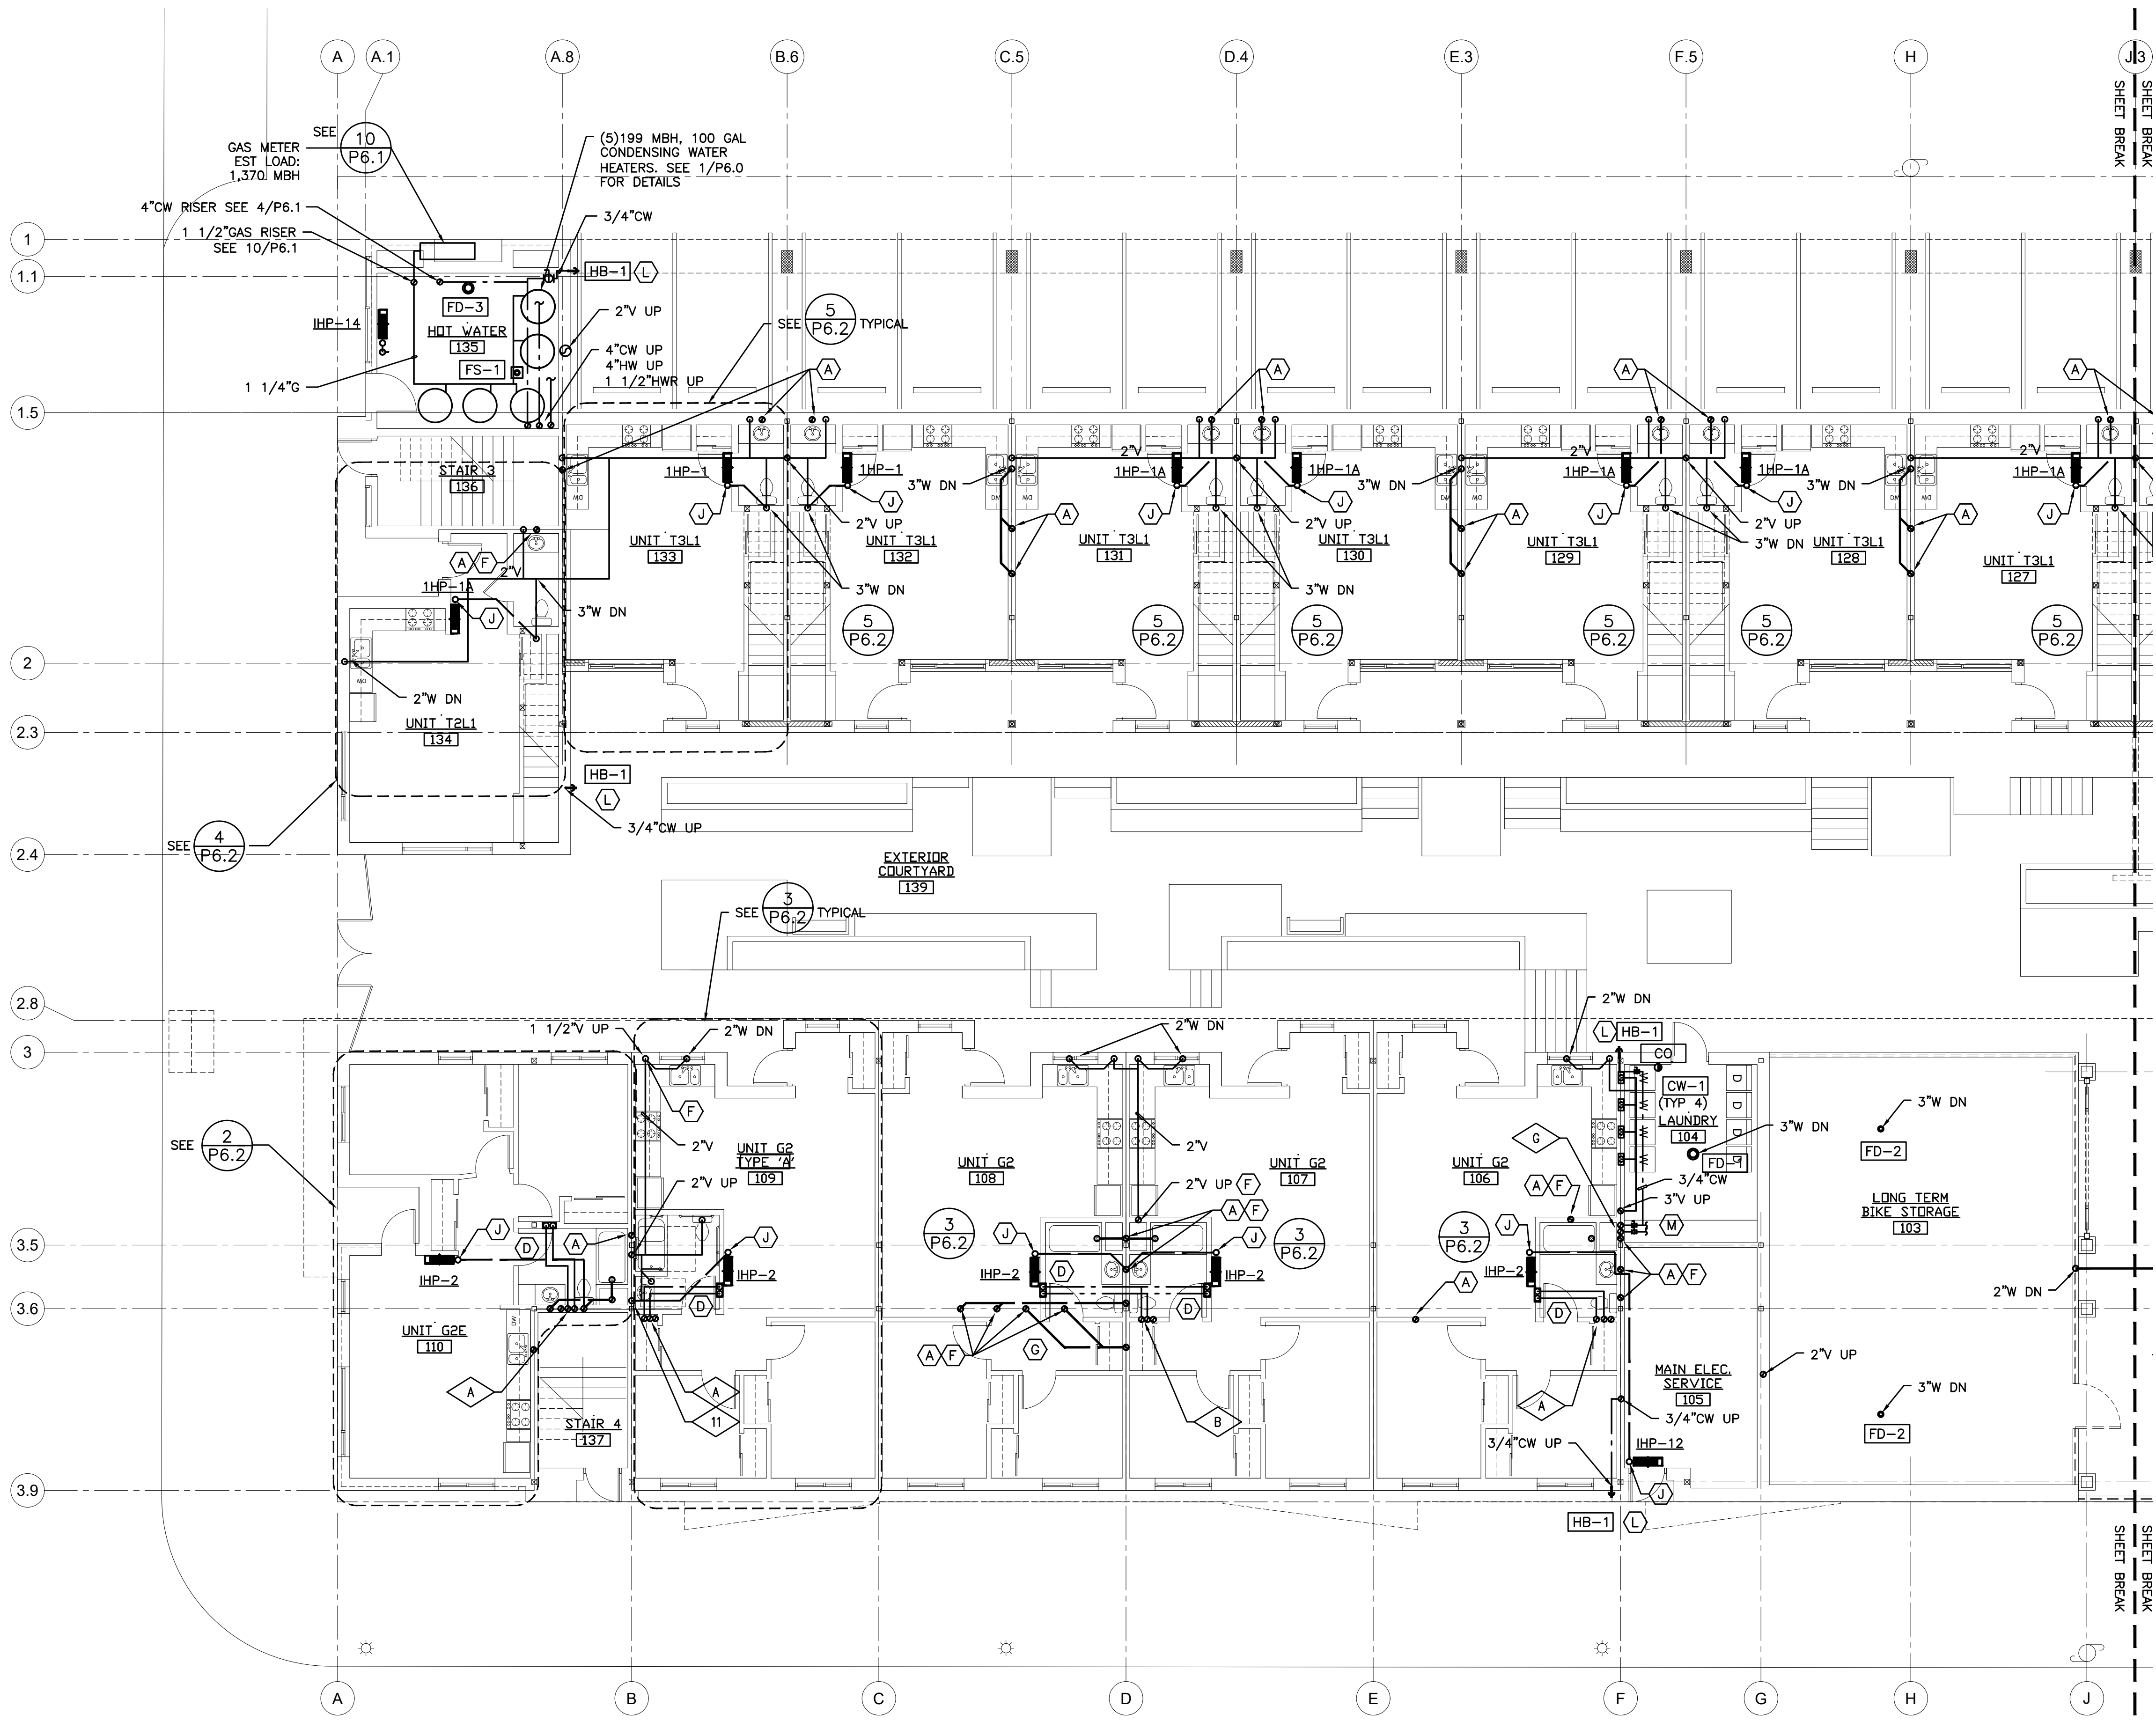 A
A.1
A.8
B.6
C.5
D.4
E.3
F.5
H
J.3
SHEET BREAK
SHEET BREAK
SEE
10
P6.1
GAS METER
EST LOAD:
1,370 MBH
(5)199 MBH, 100 GAL
CONDENSING WATER
HEATERS. SEE 1/P6.0
FOR DETAILS
4"CW RISER SEE 4/P6.1
3/4"CW
1
1 1/2"GAS RISER
SEE 10/P6.1
1.1
HB-1
L
FD-3
IHP-14
HOT WATER
135
2"V UP
SEE
5
P6.2
TYPICAL
FS-1
4"CW UP
4"HW UP
1 1/2"HWR UP
1 1/4"G
A
A
A
A
1.5
STAIR 3
136
2"V
2"V
2"V
1HP-1
1HP-1
1HP-1A
1HP-1A
1HP-1A
1HP-1A
1HP-1A
3"W DN
3"W DN
3"W DN
DW
DW
DW
DW
DW
DW
J
J
J
J
J
J
J
A
A
A
2"V UP
2"V UP
2"V UP
UNIT T3L1
133
UNIT T3L1
132
UNIT T3L1
131
UNIT T3L1
130
UNIT T3L1
129
UNIT T3L1
128
UNIT T3L1
127
3"W DN
A
F
2"V
1HP-1A
J
3"W DN
3"W DN
3"W DN
5
P6.2
5
P6.2
5
P6.2
5
P6.2
5
P6.2
2
DW
2"W DN
UNIT T2L1
134
2.3
HB-1
L
3/4"CW UP
SEE
4
P6.2
2.4
EXTERIOR
COURTYARD
139
SEE
3
P6.2
TYPICAL
2.8
1 1/2"V UP
2"W DN
2"W DN
2"W DN
3
L
HB-1
CO
CW-1
(TYP 4)
LAUNDRY
104
W
W
W
W
D
D
D
D
3"W DN
FD-1
F
2"V
2"V
SEE
2
P6.2
UNIT G2
TYPE 'A'
109
UNIT G2
108
UNIT G2
107
UNIT G2
106
G
3"W DN
FD-2
2"V UP
2"V UP
F
A
F
3/4"CW
3"V UP
LONG TERM
BIKE STORAGE
103
A
F
M
3
P6.2
3
P6.2
3
P6.2
3.5
J
D
A
J
J
J
J
IHP-2
IHP-2
IHP-2
IHP-2
IHP-2
D
D
D
D
A
A
F
2"W DN
3.6
DW
UNIT G2E
110
A
F
G
A
A
11
B
A
STAIR 4
137
MAIN ELEC.
SERVICE
105
2"V UP
3/4"CW UP
3"W DN
FD-2
3/4"CW UP
IHP-12
J
3.9
HB-1
L
SHEET BREAK
SHEET BREAK
A
B
C
D
E
F
G
H
J